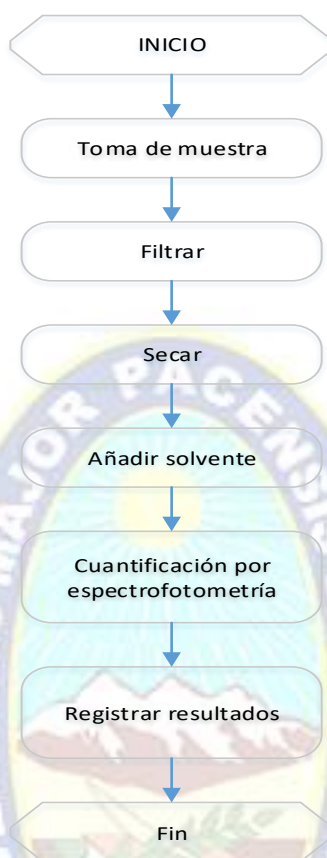 INICIO
Toma de muestra
Filtrar
Secar
Añadir solvente
Cuantificación por
espectrofotometría
Registrar resultados
Fin